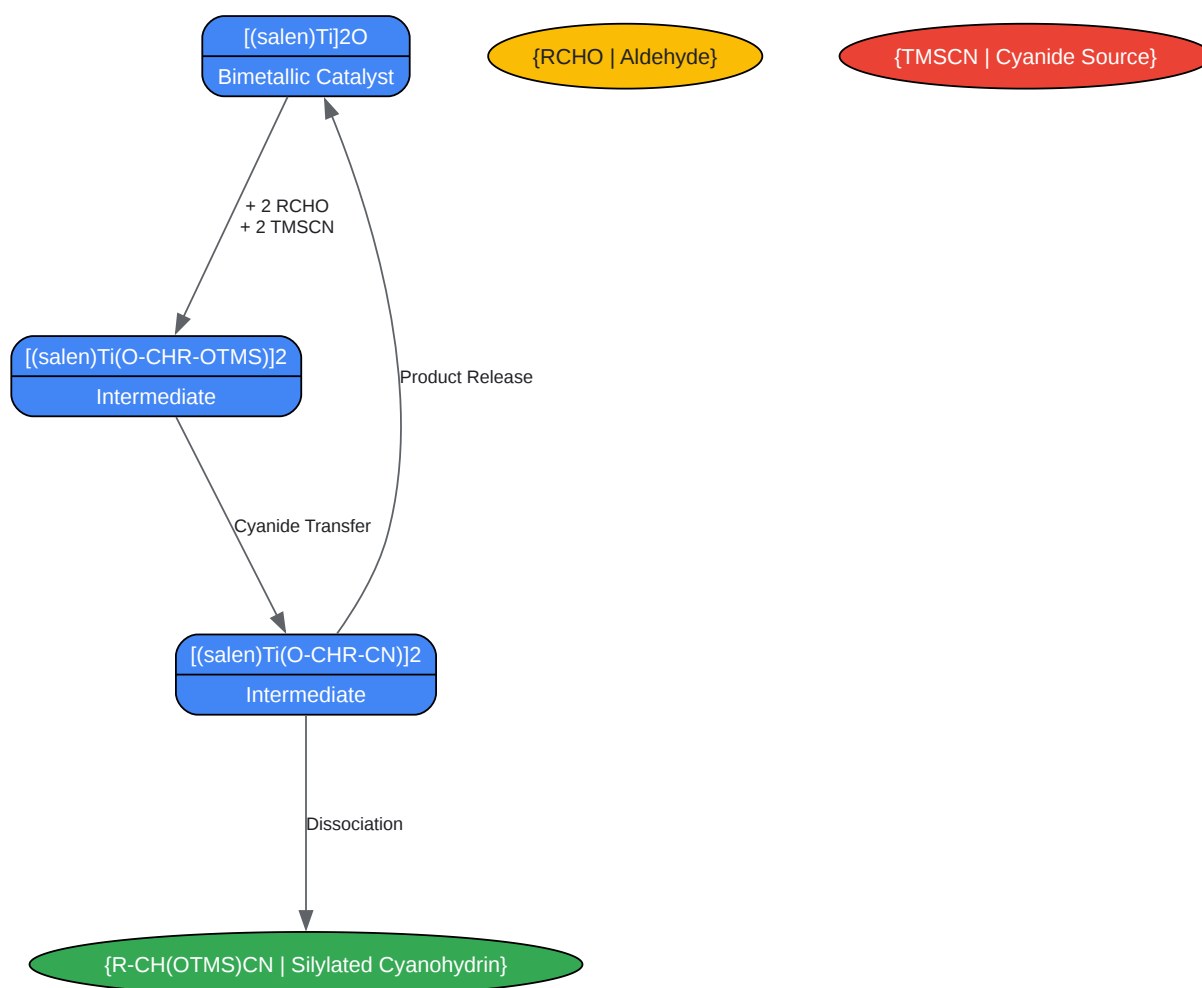 [(salen)Ti]2O
Bimetallic Catalyst
{RCHO | Aldehyde}
{TMSCN | Cyanide Source}
+ 2 RCHO
+ 2 TMSCN
[(salen)Ti(O-CHR-OTMS)]2
Intermediate
Product Release
Cyanide Transfer
[(salen)Ti(O-CHR-CN)]2
Intermediate
Dissociation
{R-CH(OTMS)CN | Silylated Cyanohydrin}